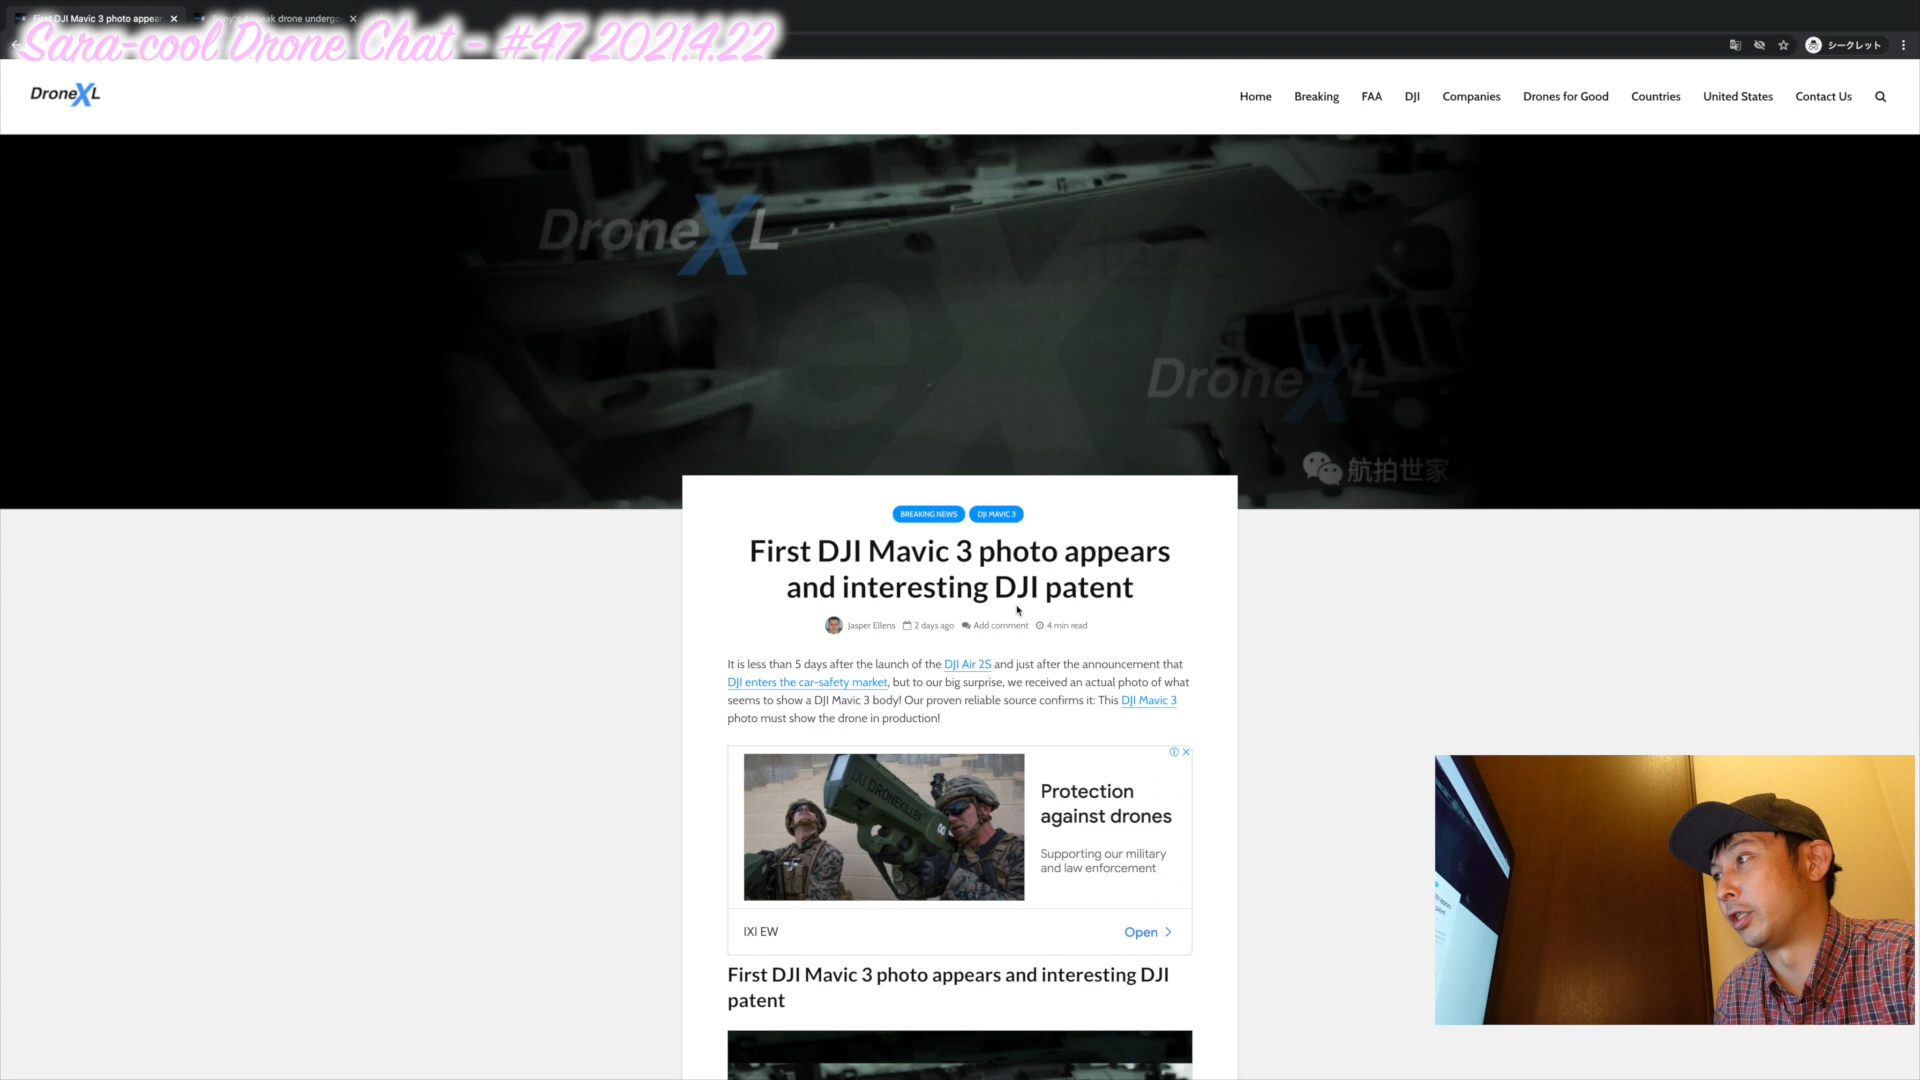 First DJI Mavic 3 photo appear
Sony's Airpeak drone undergo
Sara-cool Drone Chat - #47 2021.4.22
シークレット
DroneXL
Home Breaking FAA DJI Companies Drones for Good Countries United States Contact Us
DroneXL
DroneXL
航拍世家
BREAKING NEWS DJI MAVIC 3
First DJI Mavic 3 photo appears
and interesting DJI patent
Jasper Ellens 2 days ago Add comment 4 min read
It is less than 5 days after the launch of the DJI Air 2S and just after the announcement that
DJI enters the car-safety market, but to our big surprise, we received an actual photo of what
seems to show a DJI Mavic 3 body! Our proven reliable source confirms it: This DJI Mavic 3
photo must show the drone in production!
IXI DRONEKILLER
Protection
against drones
Supporting our military
and law enforcement
IXI EW
Open
First DJI Mavic 3 photo appears and interesting DJI
patent